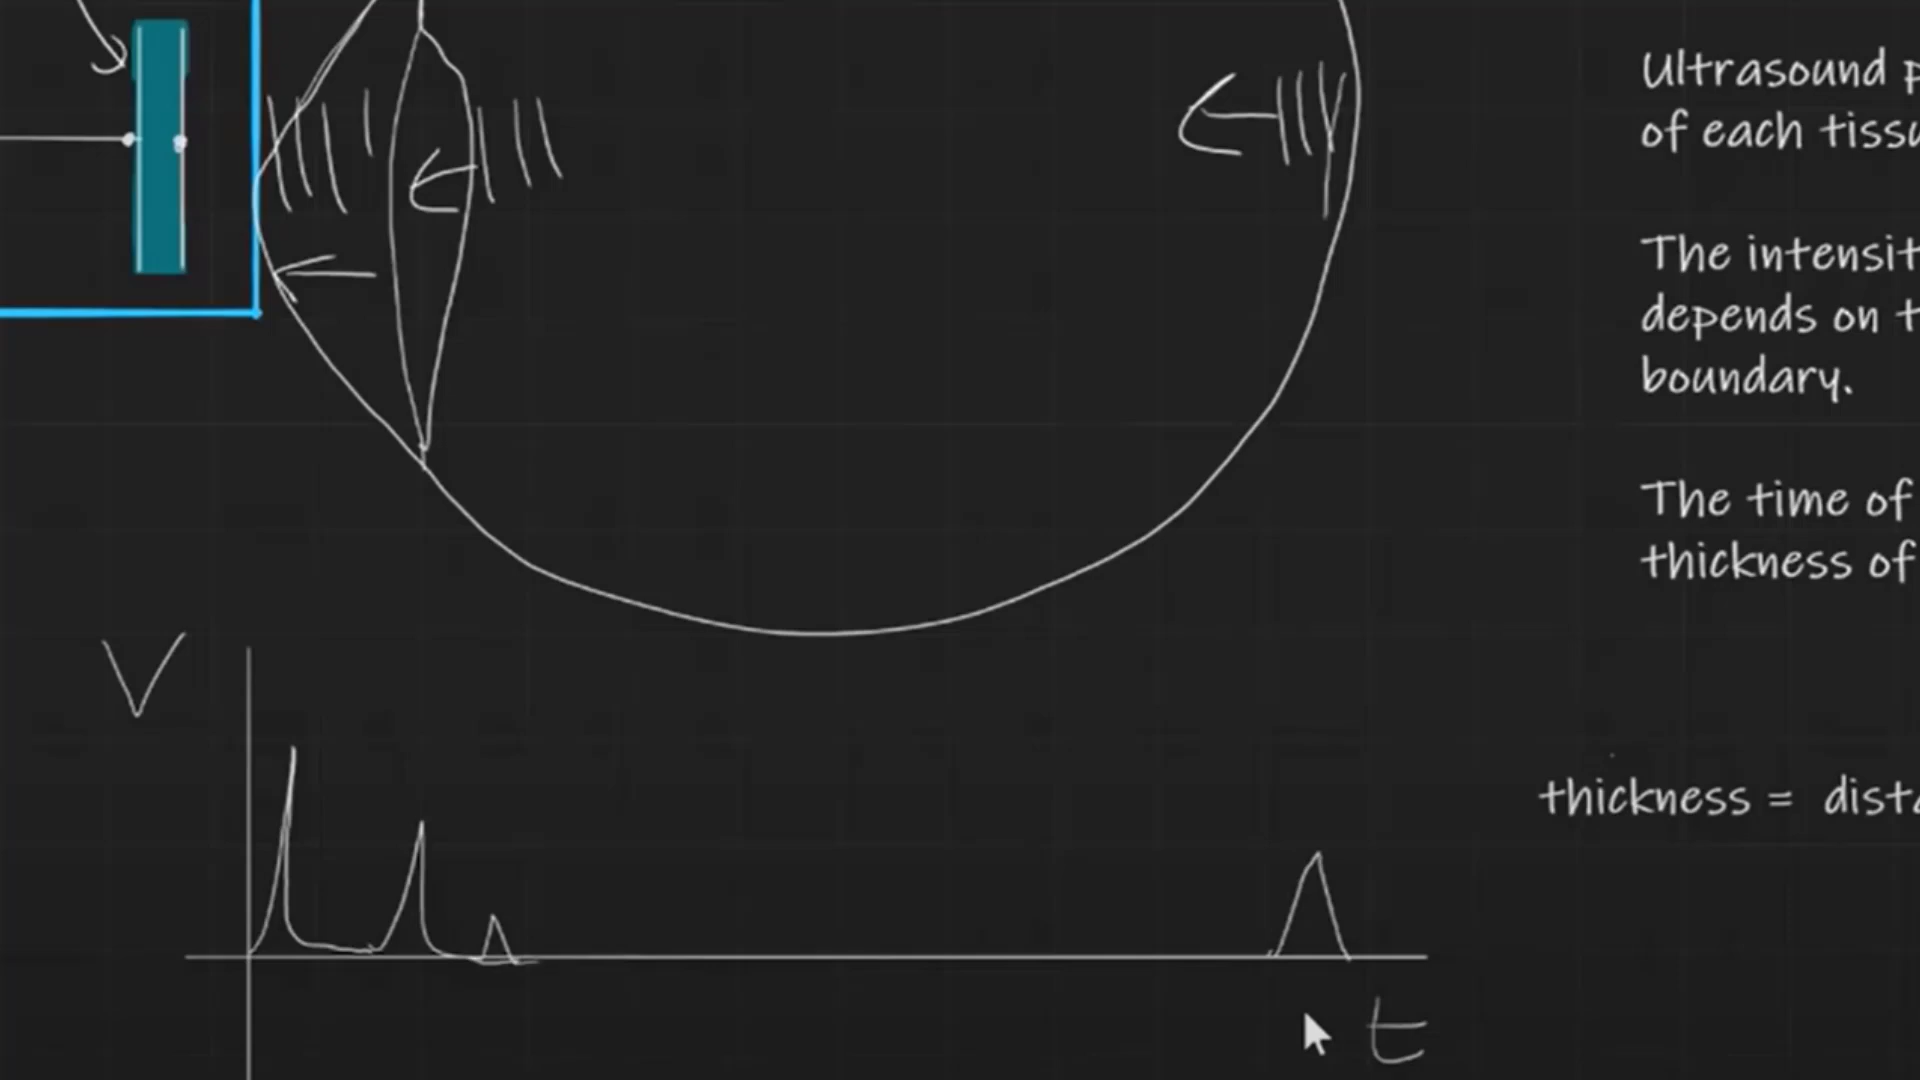 Ultrasound
of each
The
depends on
boundary.
The time of
thickness of
V
thickness =
t